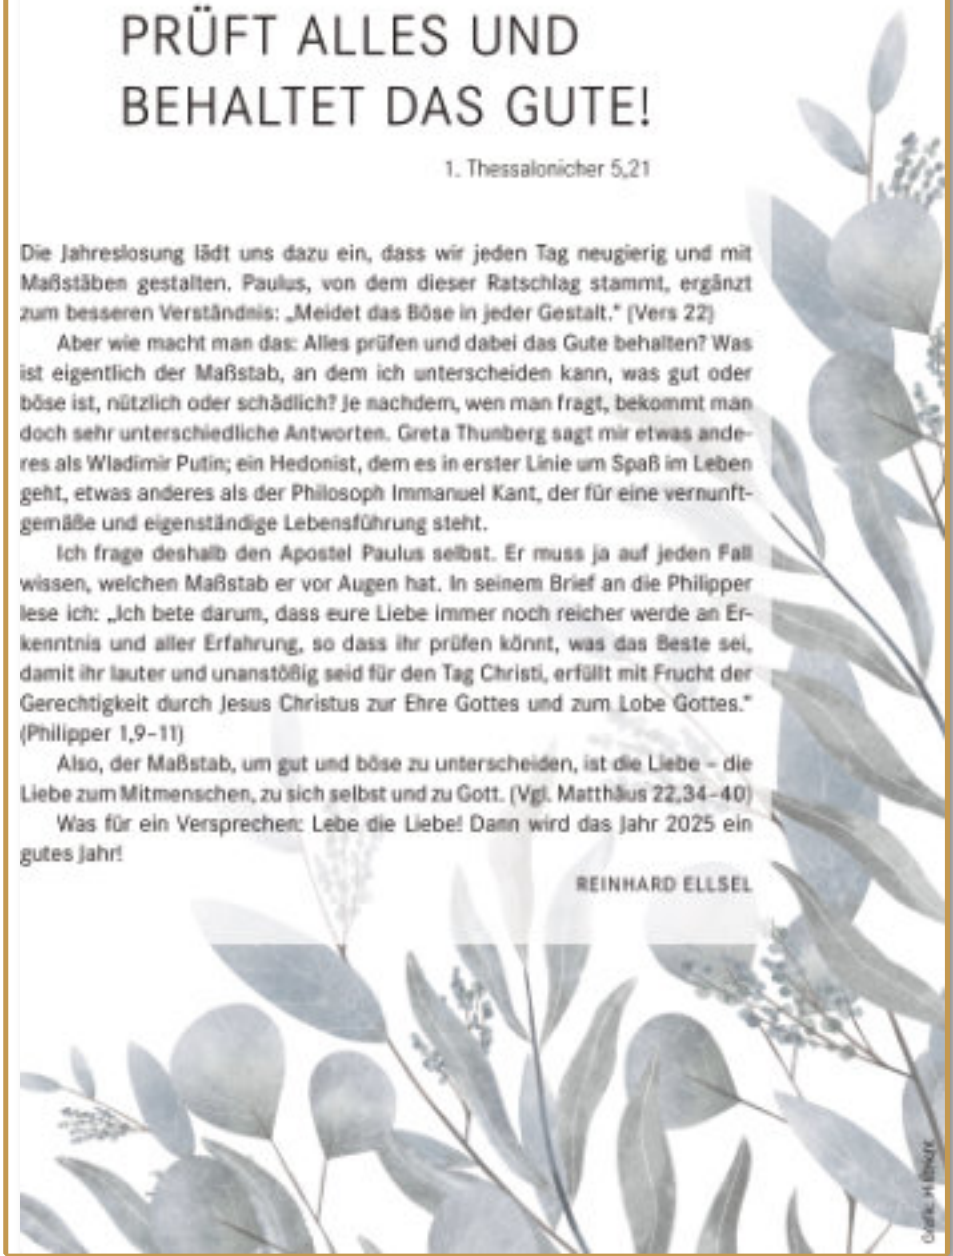 PRÜFT ALLES UND
BEHALTET DAS GUTE!
1. Thessalonicher 5,21
Die Jahreslosung lädt uns dazu ein, dass wir jeden Tag neugierig und mit
Maßstäben gestalten. Paulus, von dem dieser Ratschlag stammt, ergänzt
zum besseren Verständnis: „Meidet das Böse in jeder Gestalt.“ (Vers 22)
Aber wie macht man das: Alles prüfen und dabei das Gute behalten? Was
ist eigentlich der Maßstab, an dem ich unterscheiden kann, was gut oder
böse ist, nützlich oder schädlich? Je nachdem, wen man fragt, bekommt man
doch sehr unterschiedliche Antworten. Greta Thunberg sagt mir etwas ande-
res als Wladimir Putin; ein Hedonist, dem es in erster Linie um Spaß im Leben
geht, etwas anderes als der Philosoph Immanuel Kant, der für eine vernunft-
gemäße und eigenständige Lebensführung steht.
Ich frage deshalb den Apostel Paulus selbst. Er muss ja auf jeden Fall
wissen, welchen Maßstab er vor Augen hat. In seinem Brief an die Philipper
lese ich: „Ich bete darum, dass eure Liebe immer noch reicher werde an Er-
kenntnis und aller Erfahrung, so dass ihr prüfen könnt, was das Beste sei,
damit ihr lauter und unanstößig seid für den Tag Christi, erfüllt mit Frucht der
Gerechtigkeit durch Jesus Christus zur Ehre Gottes und zum Lobe Gottes.“
(Philipper 1,9–11)
Also, der Maßstab, um gut und böse zu unterscheiden, ist die Liebe – die
Liebe zum Mitmenschen, zu sich selbst und zu Gott. (Vgl. Matthäus 22,34–40)
Was für ein Versprechen: Lebe die Liebe! Dann wird das Jahr 2025 ein
gutes Jahr!
REINHARD ELLSEL
Grafik: